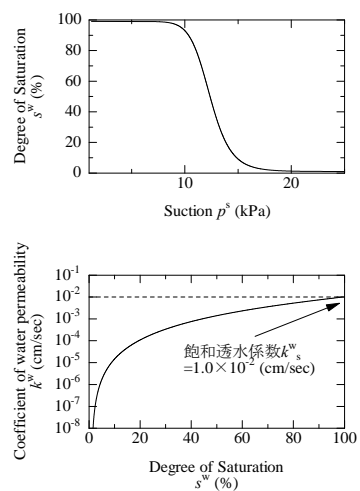 Degree of Saturation
s^w (%)
100
80
60
40
20
0
10
20
Suction p^s (kPa)
Coefficient of water permeability
k^w (cm/sec)
10^-1
10^-2
10^-3
10^-4
10^-5
10^-6
10^-7
10^-8
飽和透水係数k^w_s
=1.0×10^-2 (cm/sec)
0
20
40
60
80
100
Degree of Saturation
s^w (%)